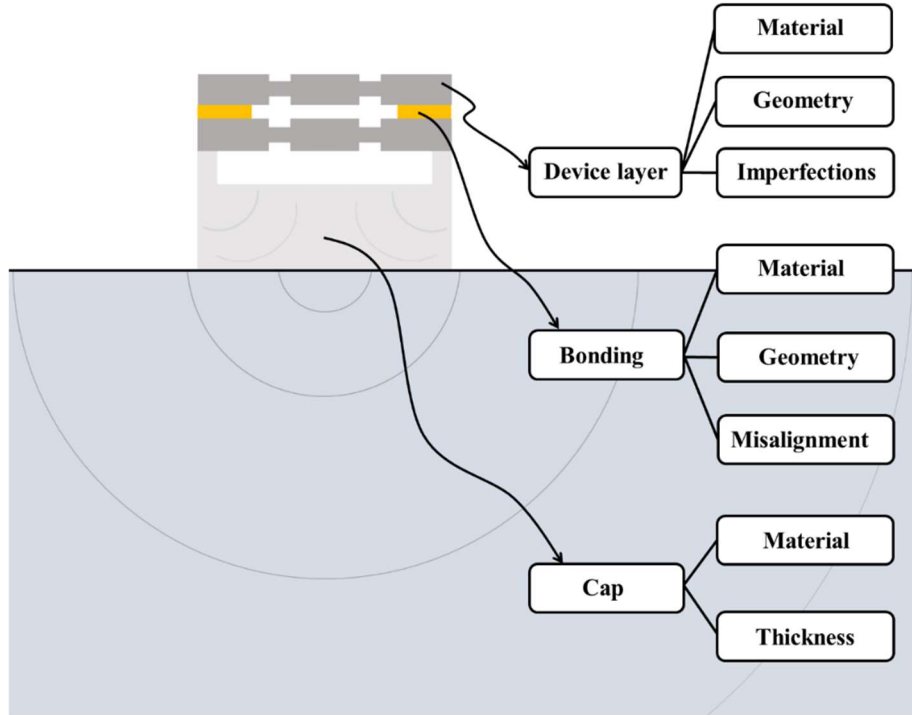 Material
Geometry
Device layer
Imperfections
Material
Bonding
Geometry
Misalignment
Material
Cap
Thickness